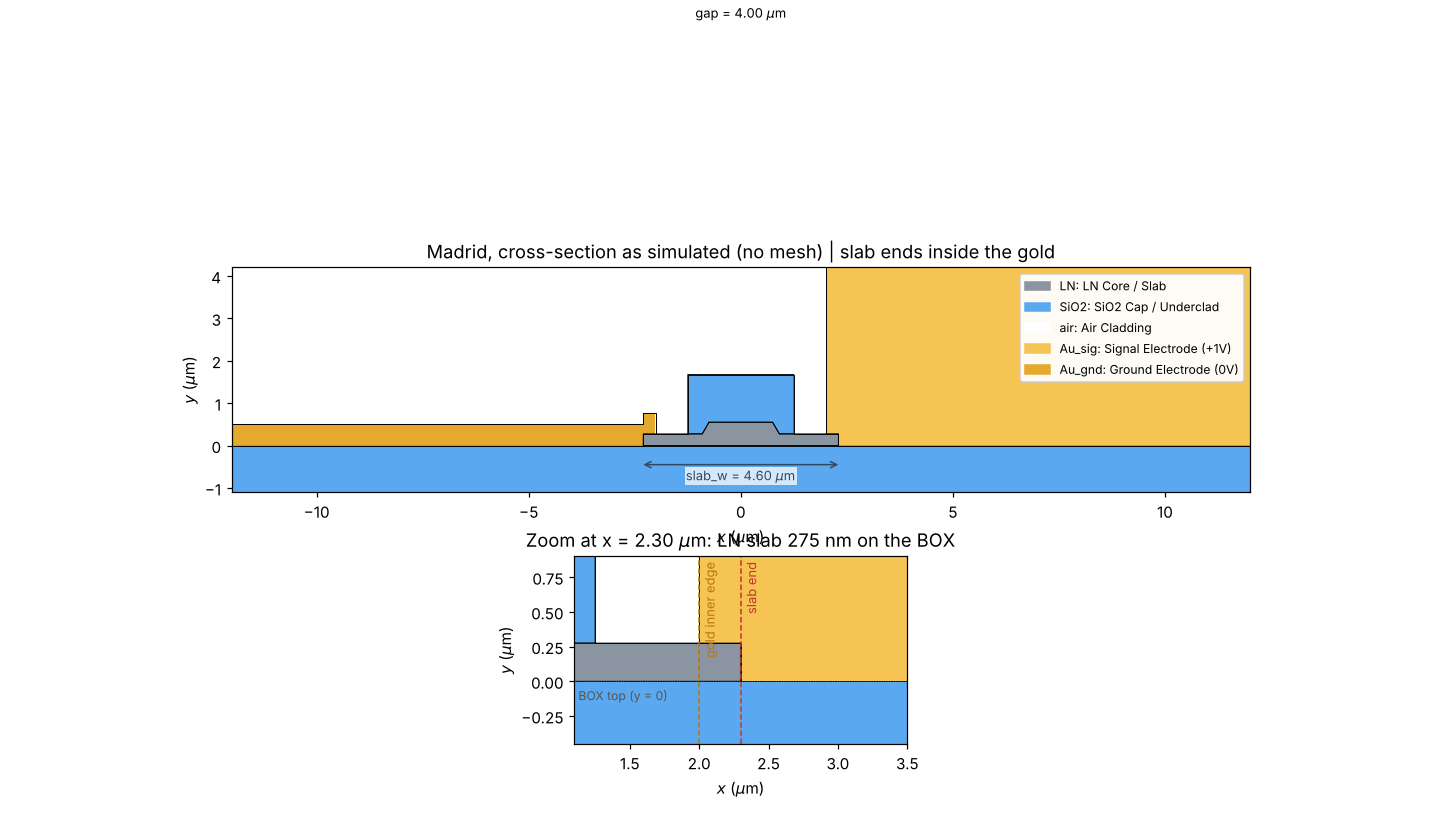 gap = 4.00 μm
Madrid, cross-section as simulated (no mesh) | slab ends inside the gold
y (μm)
4
3
2
1
0
−1
LN: LN Core / Slab
SiO2: SiO2 Cap / Underclad
air: Air Cladding
Au_sig: Signal Electrode (+1V)
Au_gnd: Ground Electrode (0V)
slab_w = 4.60 μm
−10
−5
0
5
10
x (μm)
Zoom at x = 2.30 μm: LN slab 275 nm on the BOX
y (μm)
0.75
0.50
0.25
0.00
−0.25
gold inner edge
slab end
BOX top (y = 0)
1.5
2.0
2.5
3.0
3.5
x (μm)